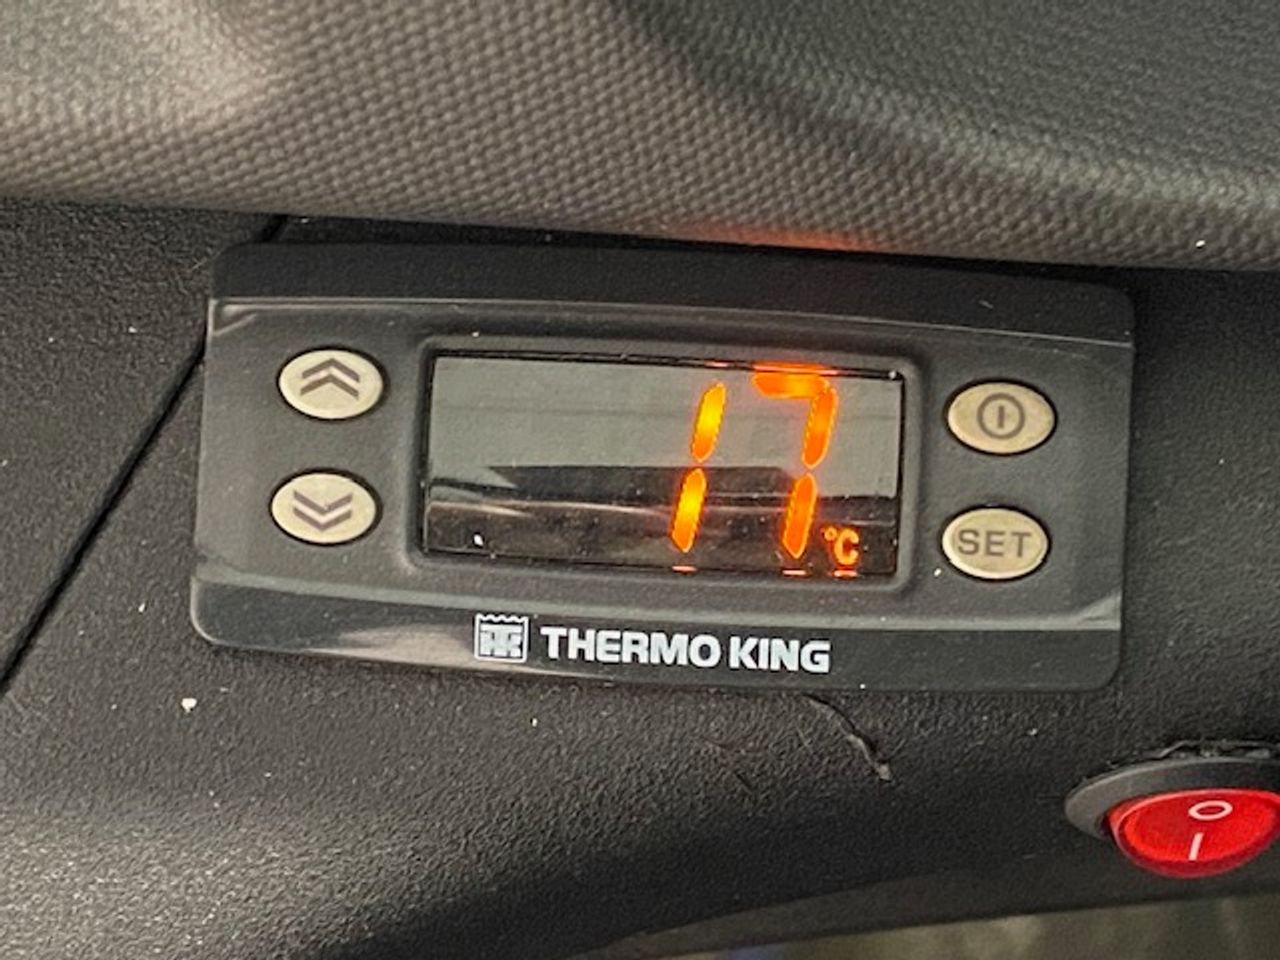 17 °C
SET
THERMO KING